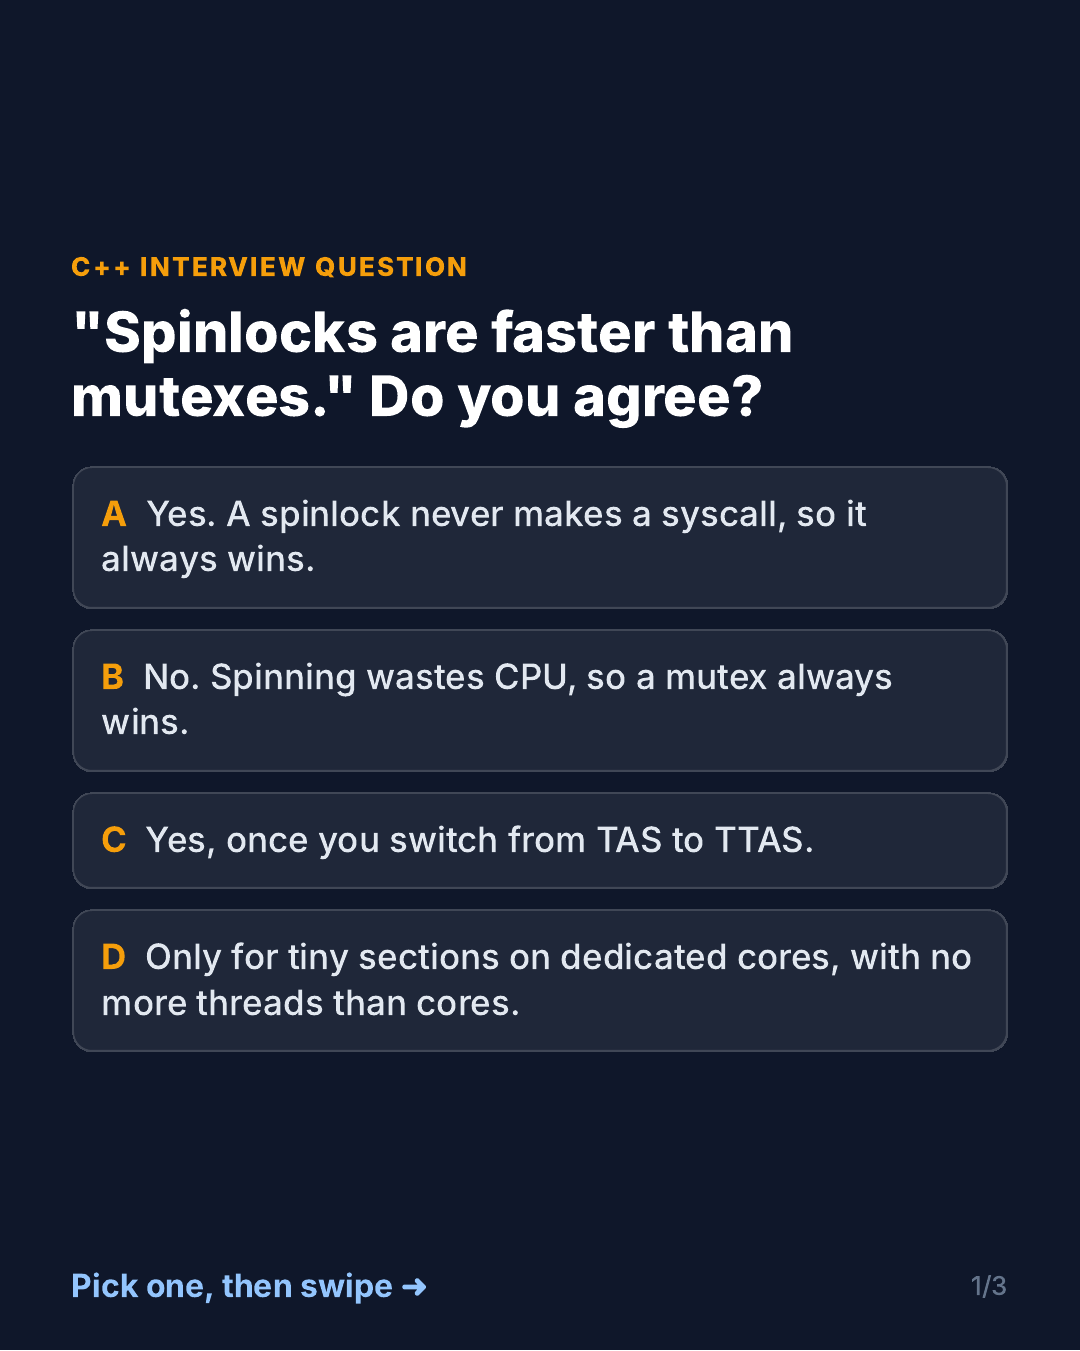 C++ INTERVIEW QUESTION
"Spinlocks are faster than
mutexes." Do you agree?
A Yes. A spinlock never makes a syscall, so it
always wins.
B No. Spinning wastes CPU, so a mutex always
wins.
C Yes, once you switch from TAS to TTAS.
D Only for tiny sections on dedicated cores, with no
more threads than cores.
Pick one, then swipe ➜
1/3